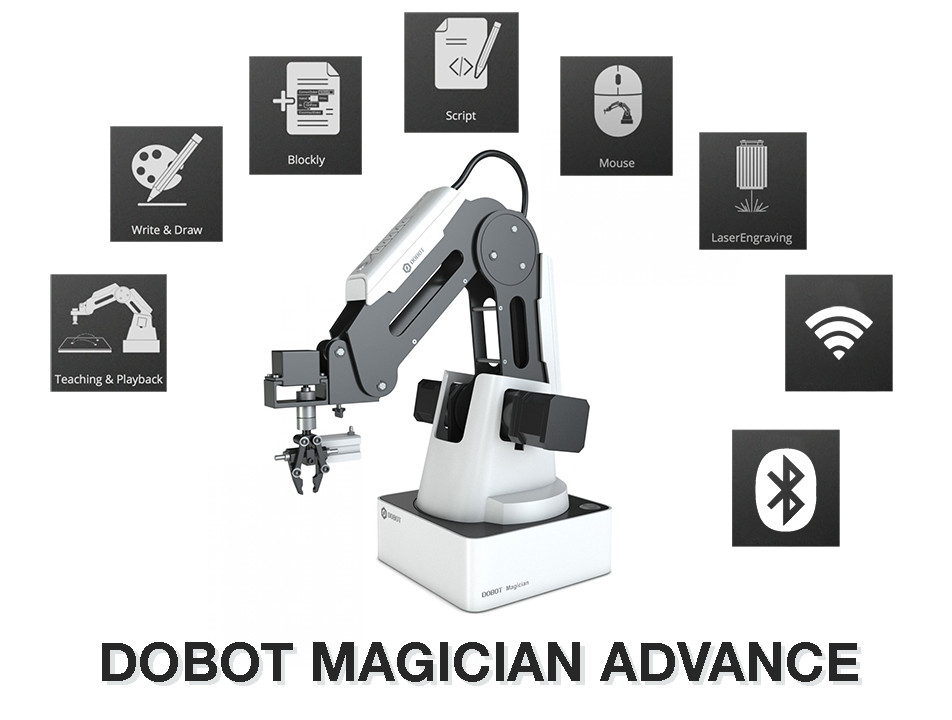 Script
Blockly
Mouse
Write & Draw
LaserEngraving
Teaching & Playback
DOBOT
DOBOT
DOBOT Magician
DOBOT MAGICIAN ADVANCE